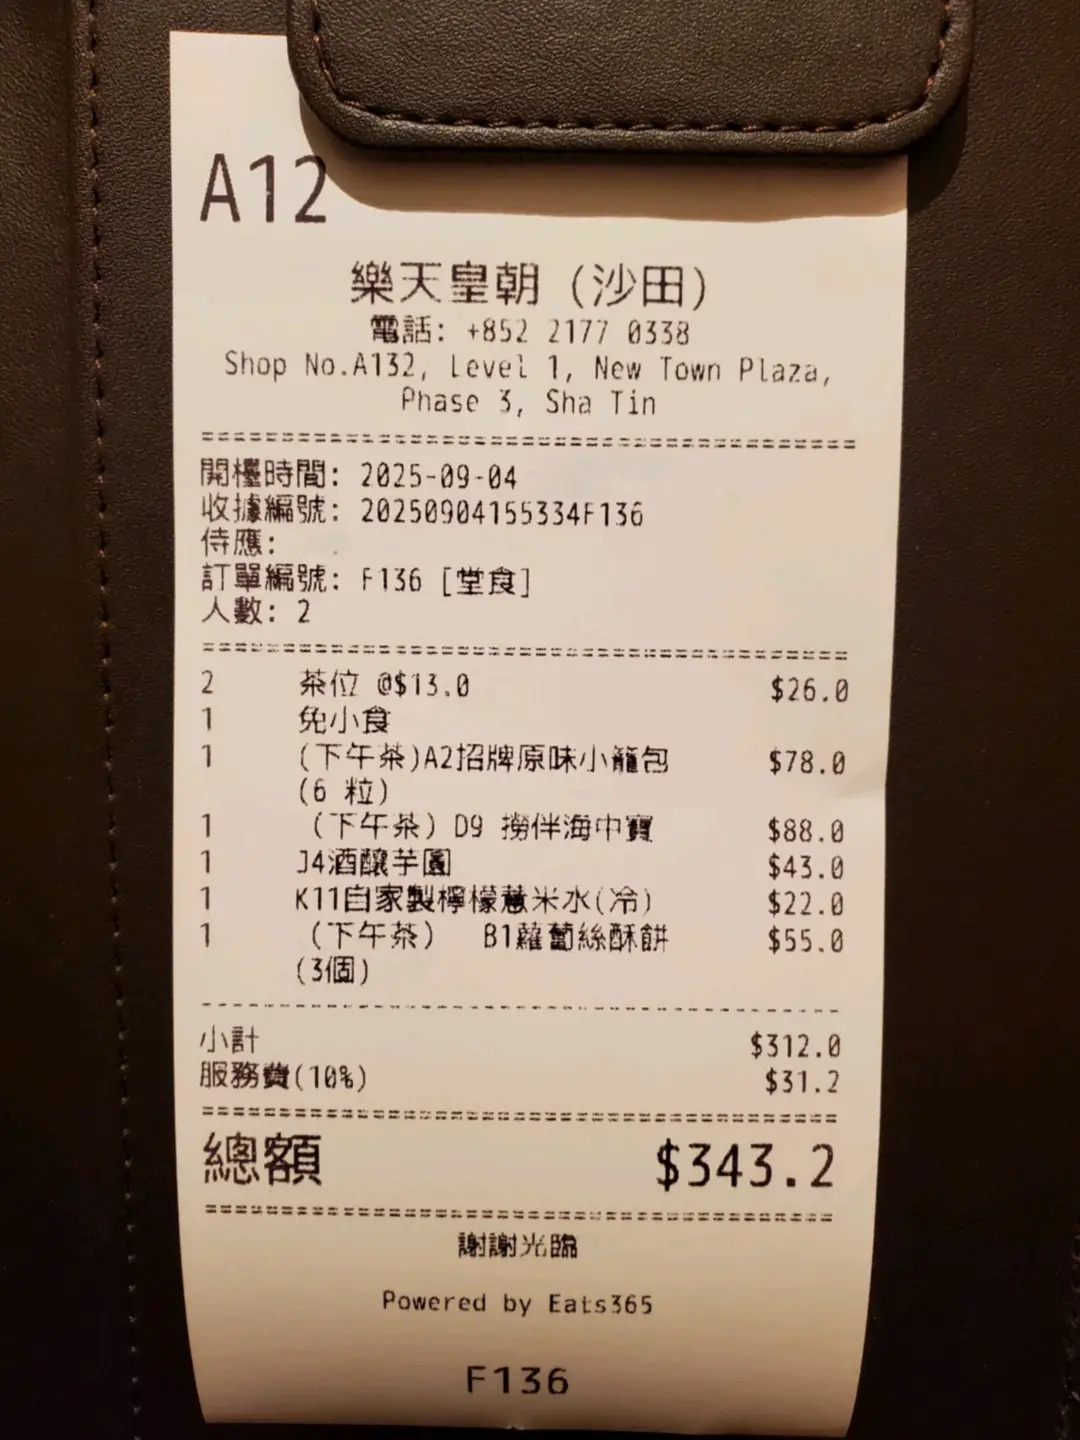 A12
樂天皇朝 (沙田)
電話: +852 2177 0338
Shop No.A132, Level 1, New Town Plaza,
Phase 3, Sha Tin
開檯時間: 2025-09-04
收據編號: 20250904155334F136
侍應:
訂單編號: F136 [堂食]
人數: 2
2 茶位 @$13.0 $26.0
1 免小食
1 (下午茶)A2招牌原味小籠包 $78.0
(6 粒)
1 (下午茶) D9 撈伴海中寶 $88.0
1 J4酒釀芋圓 $43.0
1 K11自家製檸檬薏米水(冷) $22.0
1 (下午茶) B1蘿蔔絲酥餅 $55.0
(3個)
小計 $312.0
服務費(10%) $31.2
總額 $343.2
謝謝光臨
Powered by Eats365
F136